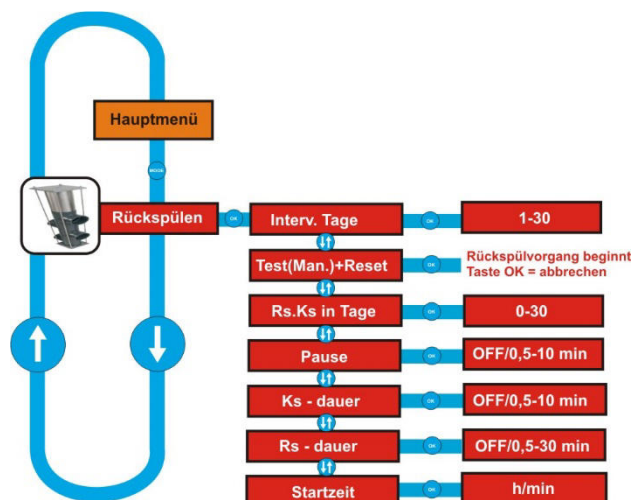 Hauptmenü
MODE
Rückspülen
OK
Interv. Tage
OK
1-30
Test(Man.)+Reset
OK
Rückspülvorgang beginnt
Taste OK = abbrechen
Rs.Ks in Tage
OK
0-30
Pause
OK
OFF/0,5-10 min
Ks - dauer
OK
OFF/0,5-10 min
Rs - dauer
OK
OFF/0,5-30 min
Startzeit
OK
h/min